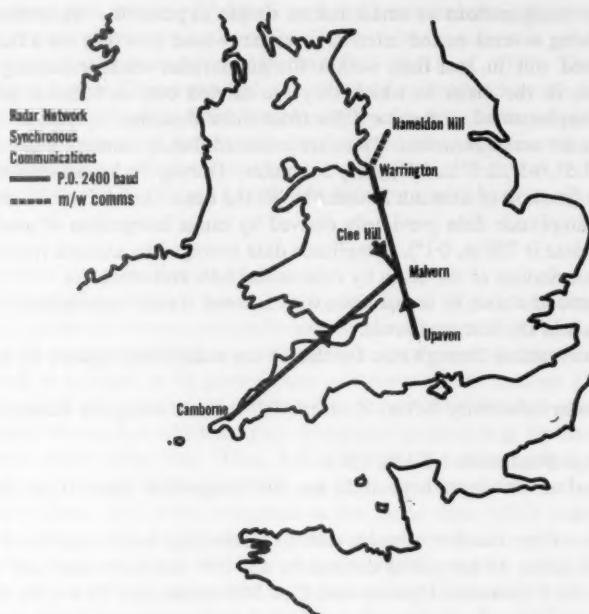 Radar Network
Synchronous
Communications
P.O 2400 baud
m/w comms
Hameldon Hill
Warrington
Clee Hill
Malvern
Upavon
Camborne